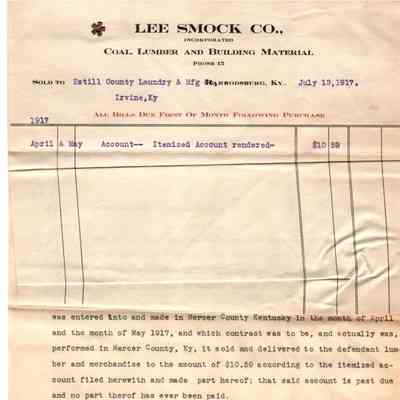 LEE SMOCK CO.,
INCORPORATED
COAL, LUMBER AND BUILDING MATERIAL
PHONE 15
SOLD TO Estill County Laundry & Mfg HARRODSBURG, KY. July 12, 1917.
Irvine, Ky
ALL BILLS DUE FIRST OF MONTH FOLLOWING PURCHASE
1917
April & May Account-- Itemized Account rendered- $10 59
was entered into and made in Mercer County Kentucky in the month of April
and the month of May 1917, and which contract was to be, and actually was,
performed in Mercer County, Ky, it sold and delivered to the defendant lum-
ber and merchandise to the amount of $10.59 according to the itemized ac-
count filed herewith and made part hereof; that said account is past due
and no part therof has ever been paid.